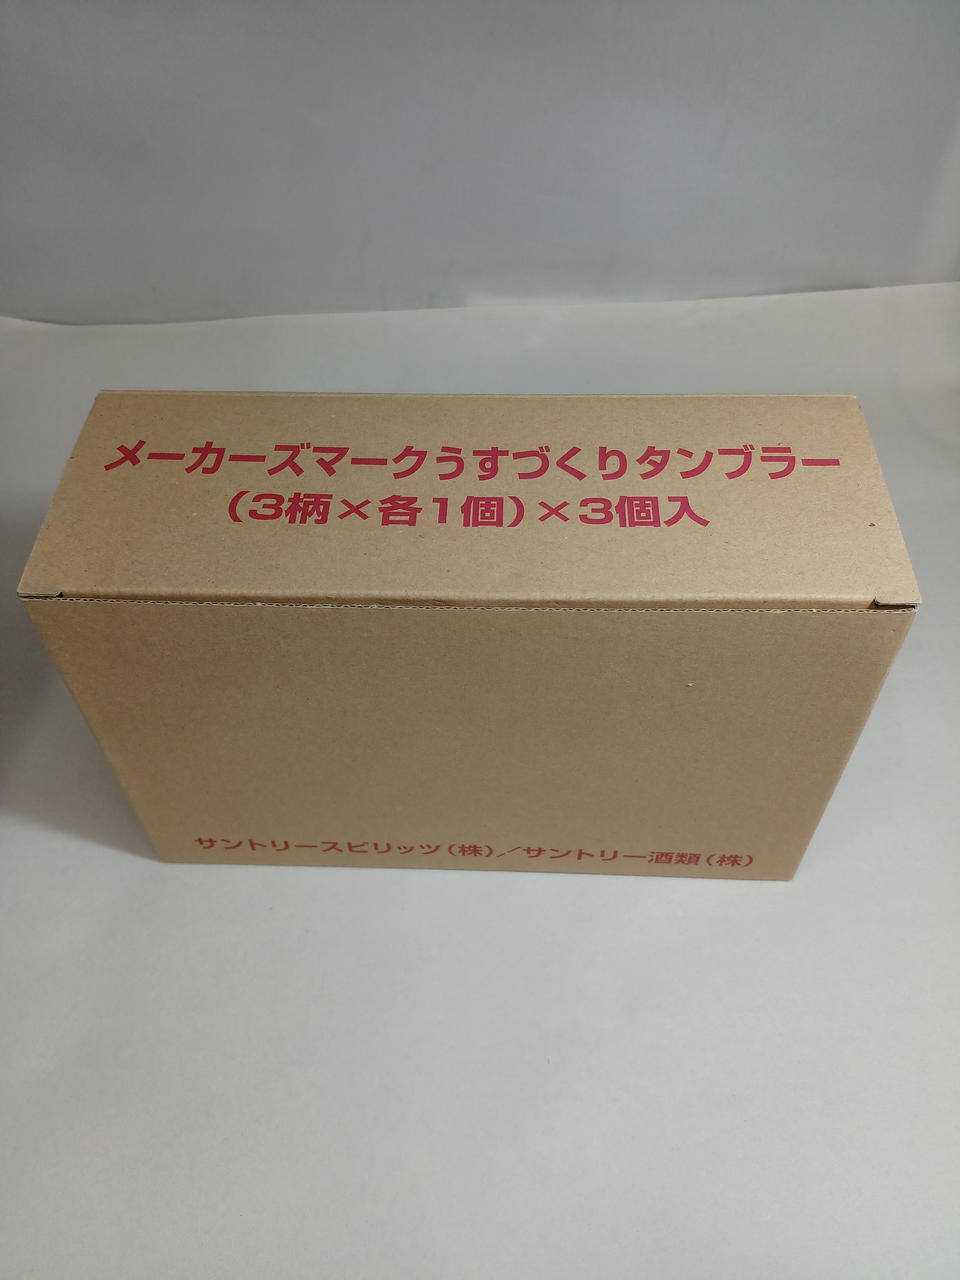 メーカーズマークうすづくりタンブラー
（3柄×各1個）×3個入
サントリースピリッツ（株）／サントリー酒類（株）